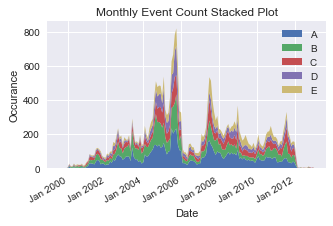 Monthly Event Count Stacked Plot
800
600
400
200
0
Occurance
A
B
C
D
E
Jan 2000
Jan 2002
Jan 2004
Jan 2006
Jan 2008
Jan 2010
Jan 2012
Date